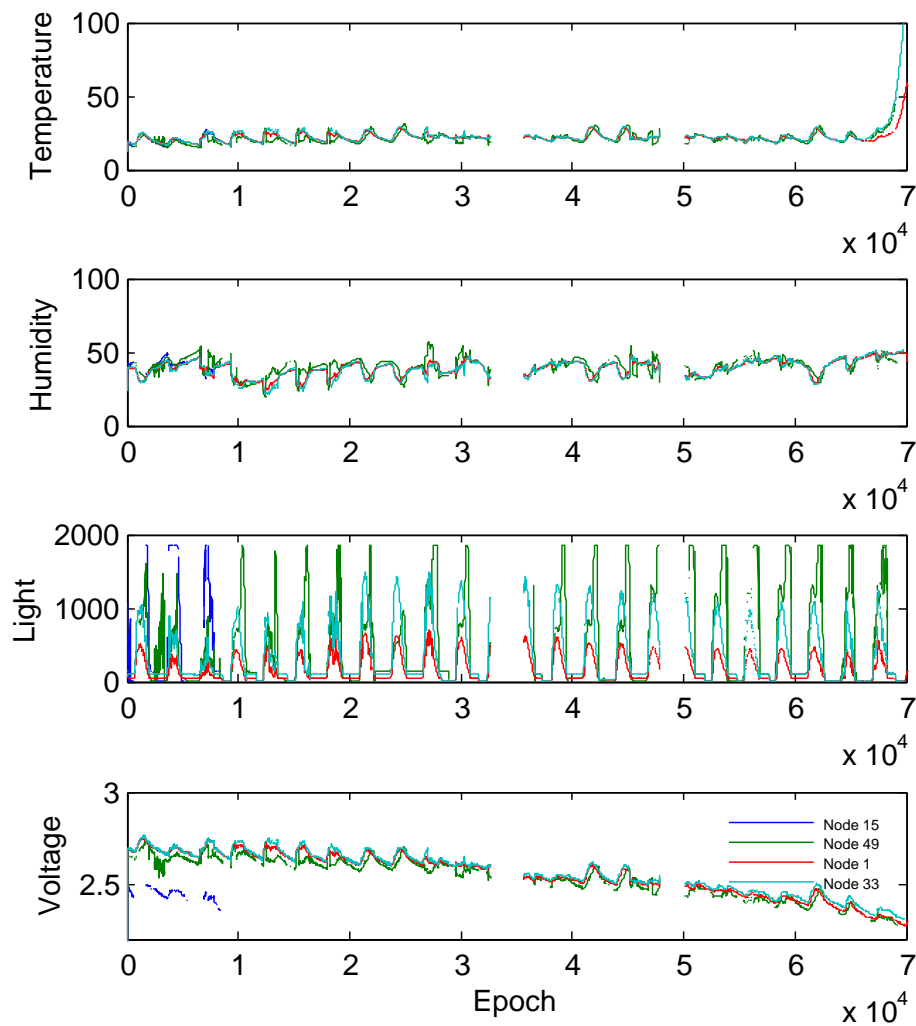 Temperature
100
50
0
0 1 2 3 4 5 6 7
x 10^4
Humidity
100
50
0
0 1 2 3 4 5 6 7
x 10^4
Light
2000
1000
0
0 1 2 3 4 5 6 7
x 10^4
Voltage
3
2.5
Node 15
Node 49
Node 1
Node 33
0 1 2 3 4 5 6 7
Epoch
x 10^4